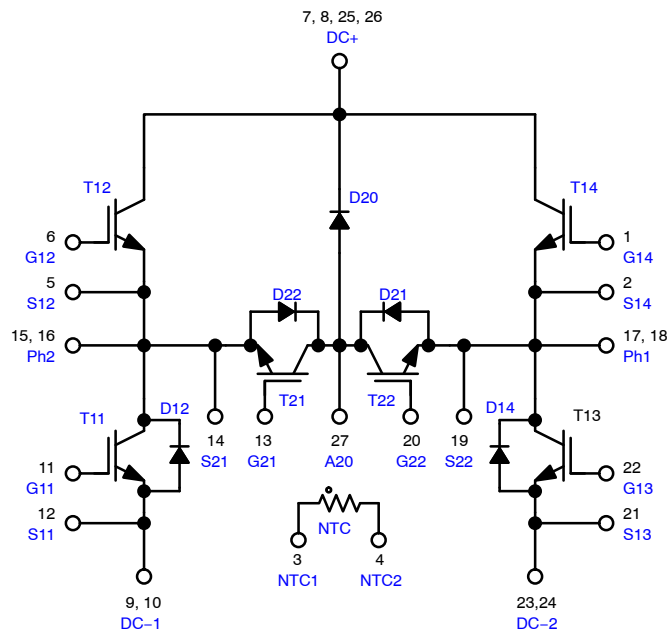 7, 8, 25, 26
DC+
T12
T14
D20
6
G12
1
G14
5
S12
2
S14
D22
D21
15, 16
Ph2
17, 18
Ph1
T21
T22
T11
D12
D14
T13
14
S21
13
G21
27
A20
20
G22
19
S22
11
G11
22
G13
12
S11
21
S13
NTC
3
NTC1
4
NTC2
9, 10
DC−1
23,24
DC−2